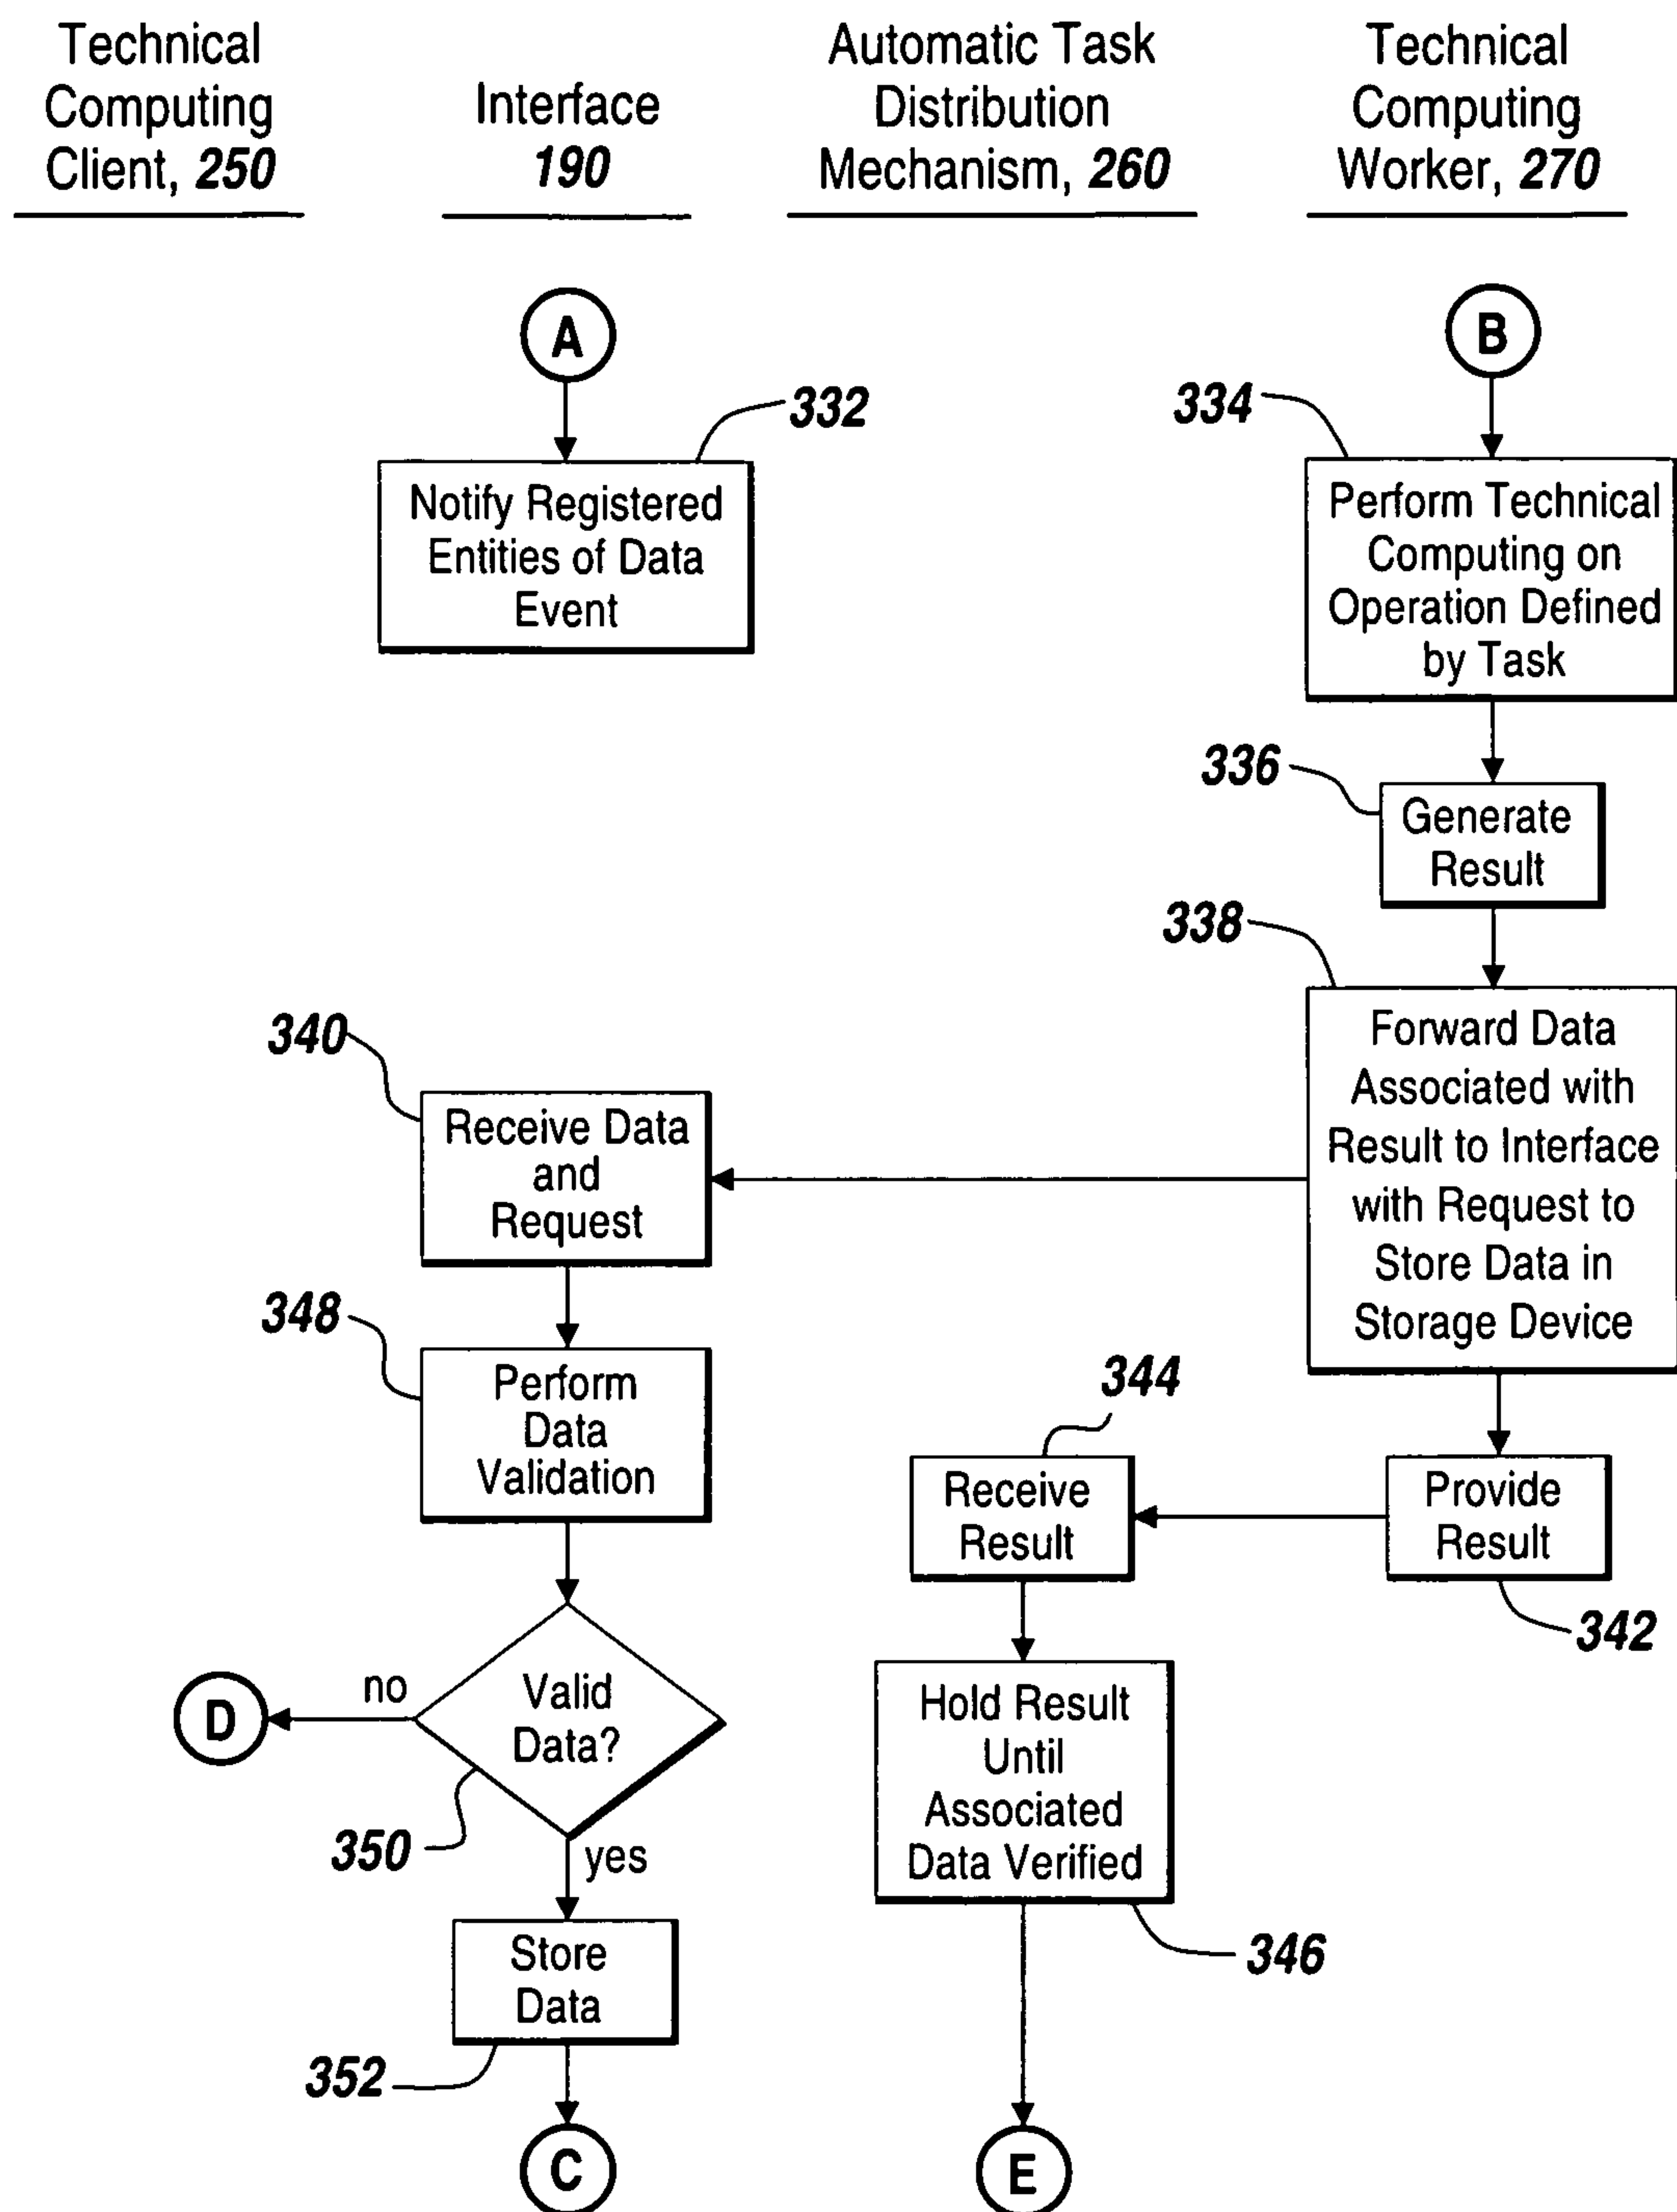 Technical
Computing
Client, 250
Interface
190
Automatic Task
Distribution
Mechanism, 260
Technical
Computing
Worker, 270
A
B
332
334
Notify Registered
Entities of Data
Event
Perform Technical
Computing on
Operation Defined
by Task
336
Generate
Result
338
340
Forward Data
Associated with
Result to Interface
with Request to
Store Data in
Storage Device
Receive Data
and
Request
348
Perform
Data
Validation
344
Receive
Result
Provide
Result
342
D
no
Valid
Data?
350
yes
Hold Result
Until
Associated
Data Verified
346
Store
Data
352
C
E